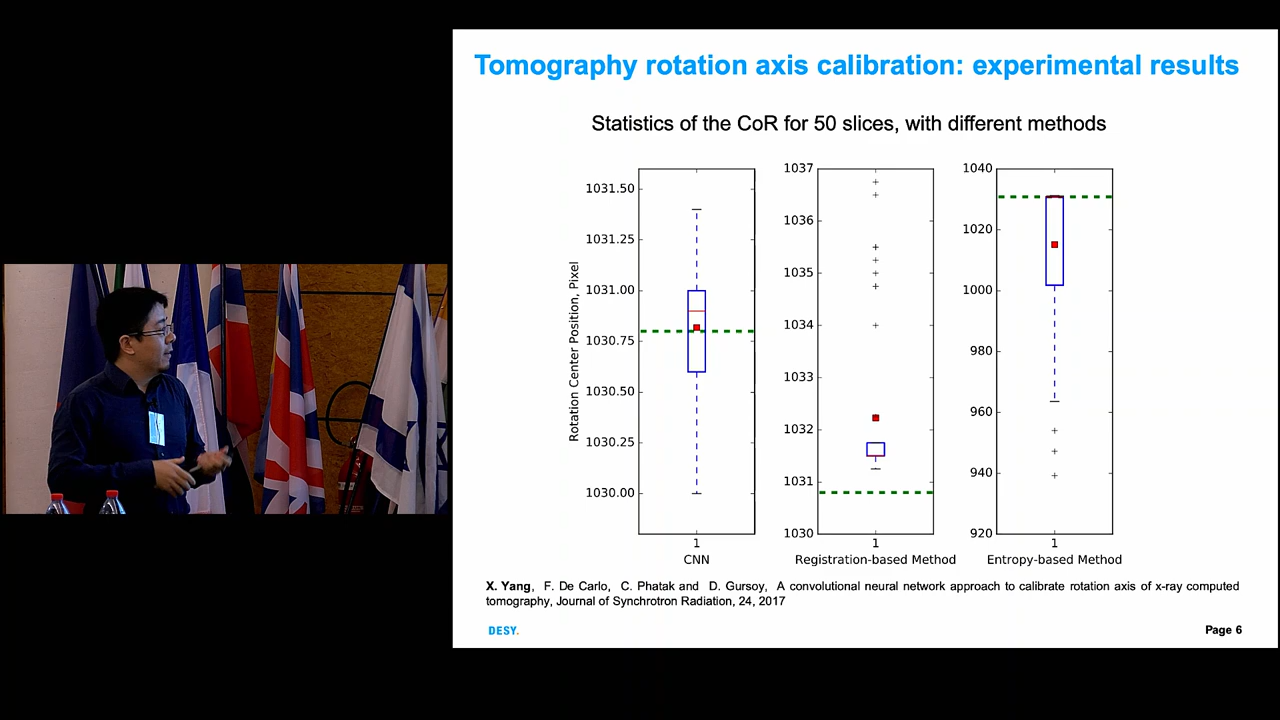 Tomography rotation axis calibration: experimental results
Statistics of the CoR for 50 slices, with different methods
Rotation Center Position, Pixel
1031.50
1031.25
1031.00
1030.75
1030.50
1030.25
1030.00
1
CNN
1037
1036
1035
1034
1033
1032
1031
1030
1
Registration-based Method
1040
1020
1000
980
960
940
920
1
Entropy-based Method
X. Yang, F. De Carlo, C. Phatak and D. Gursoy, A convolutional neural network approach to calibrate rotation axis of x-ray computed
tomography, Journal of Synchrotron Radiation, 24, 2017
DESY.
Page 6